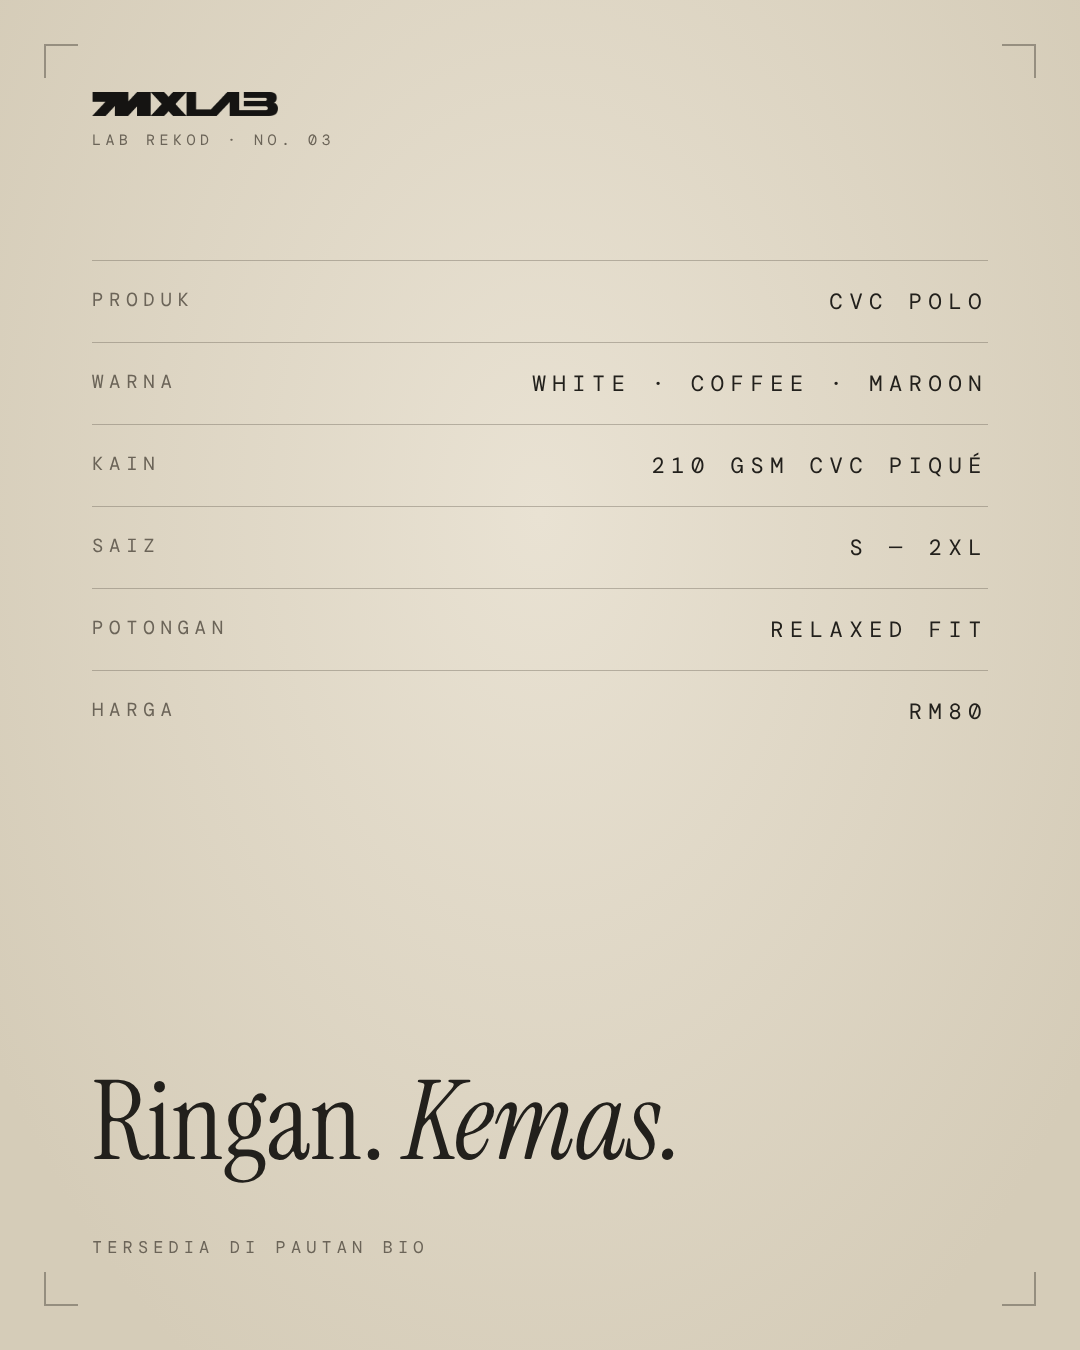 MXLAB
LAB REKOD · NO. 03
PRODUK CVC POLO
WARNA WHITE · COFFEE · MAROON
KAIN 210 GSM CVC PIQUÉ
SAIZ S — 2XL
POTONGAN RELAXED FIT
HARGA RM80
Ringan. Kemas.
TERSEDIA DI PAUTAN BIO